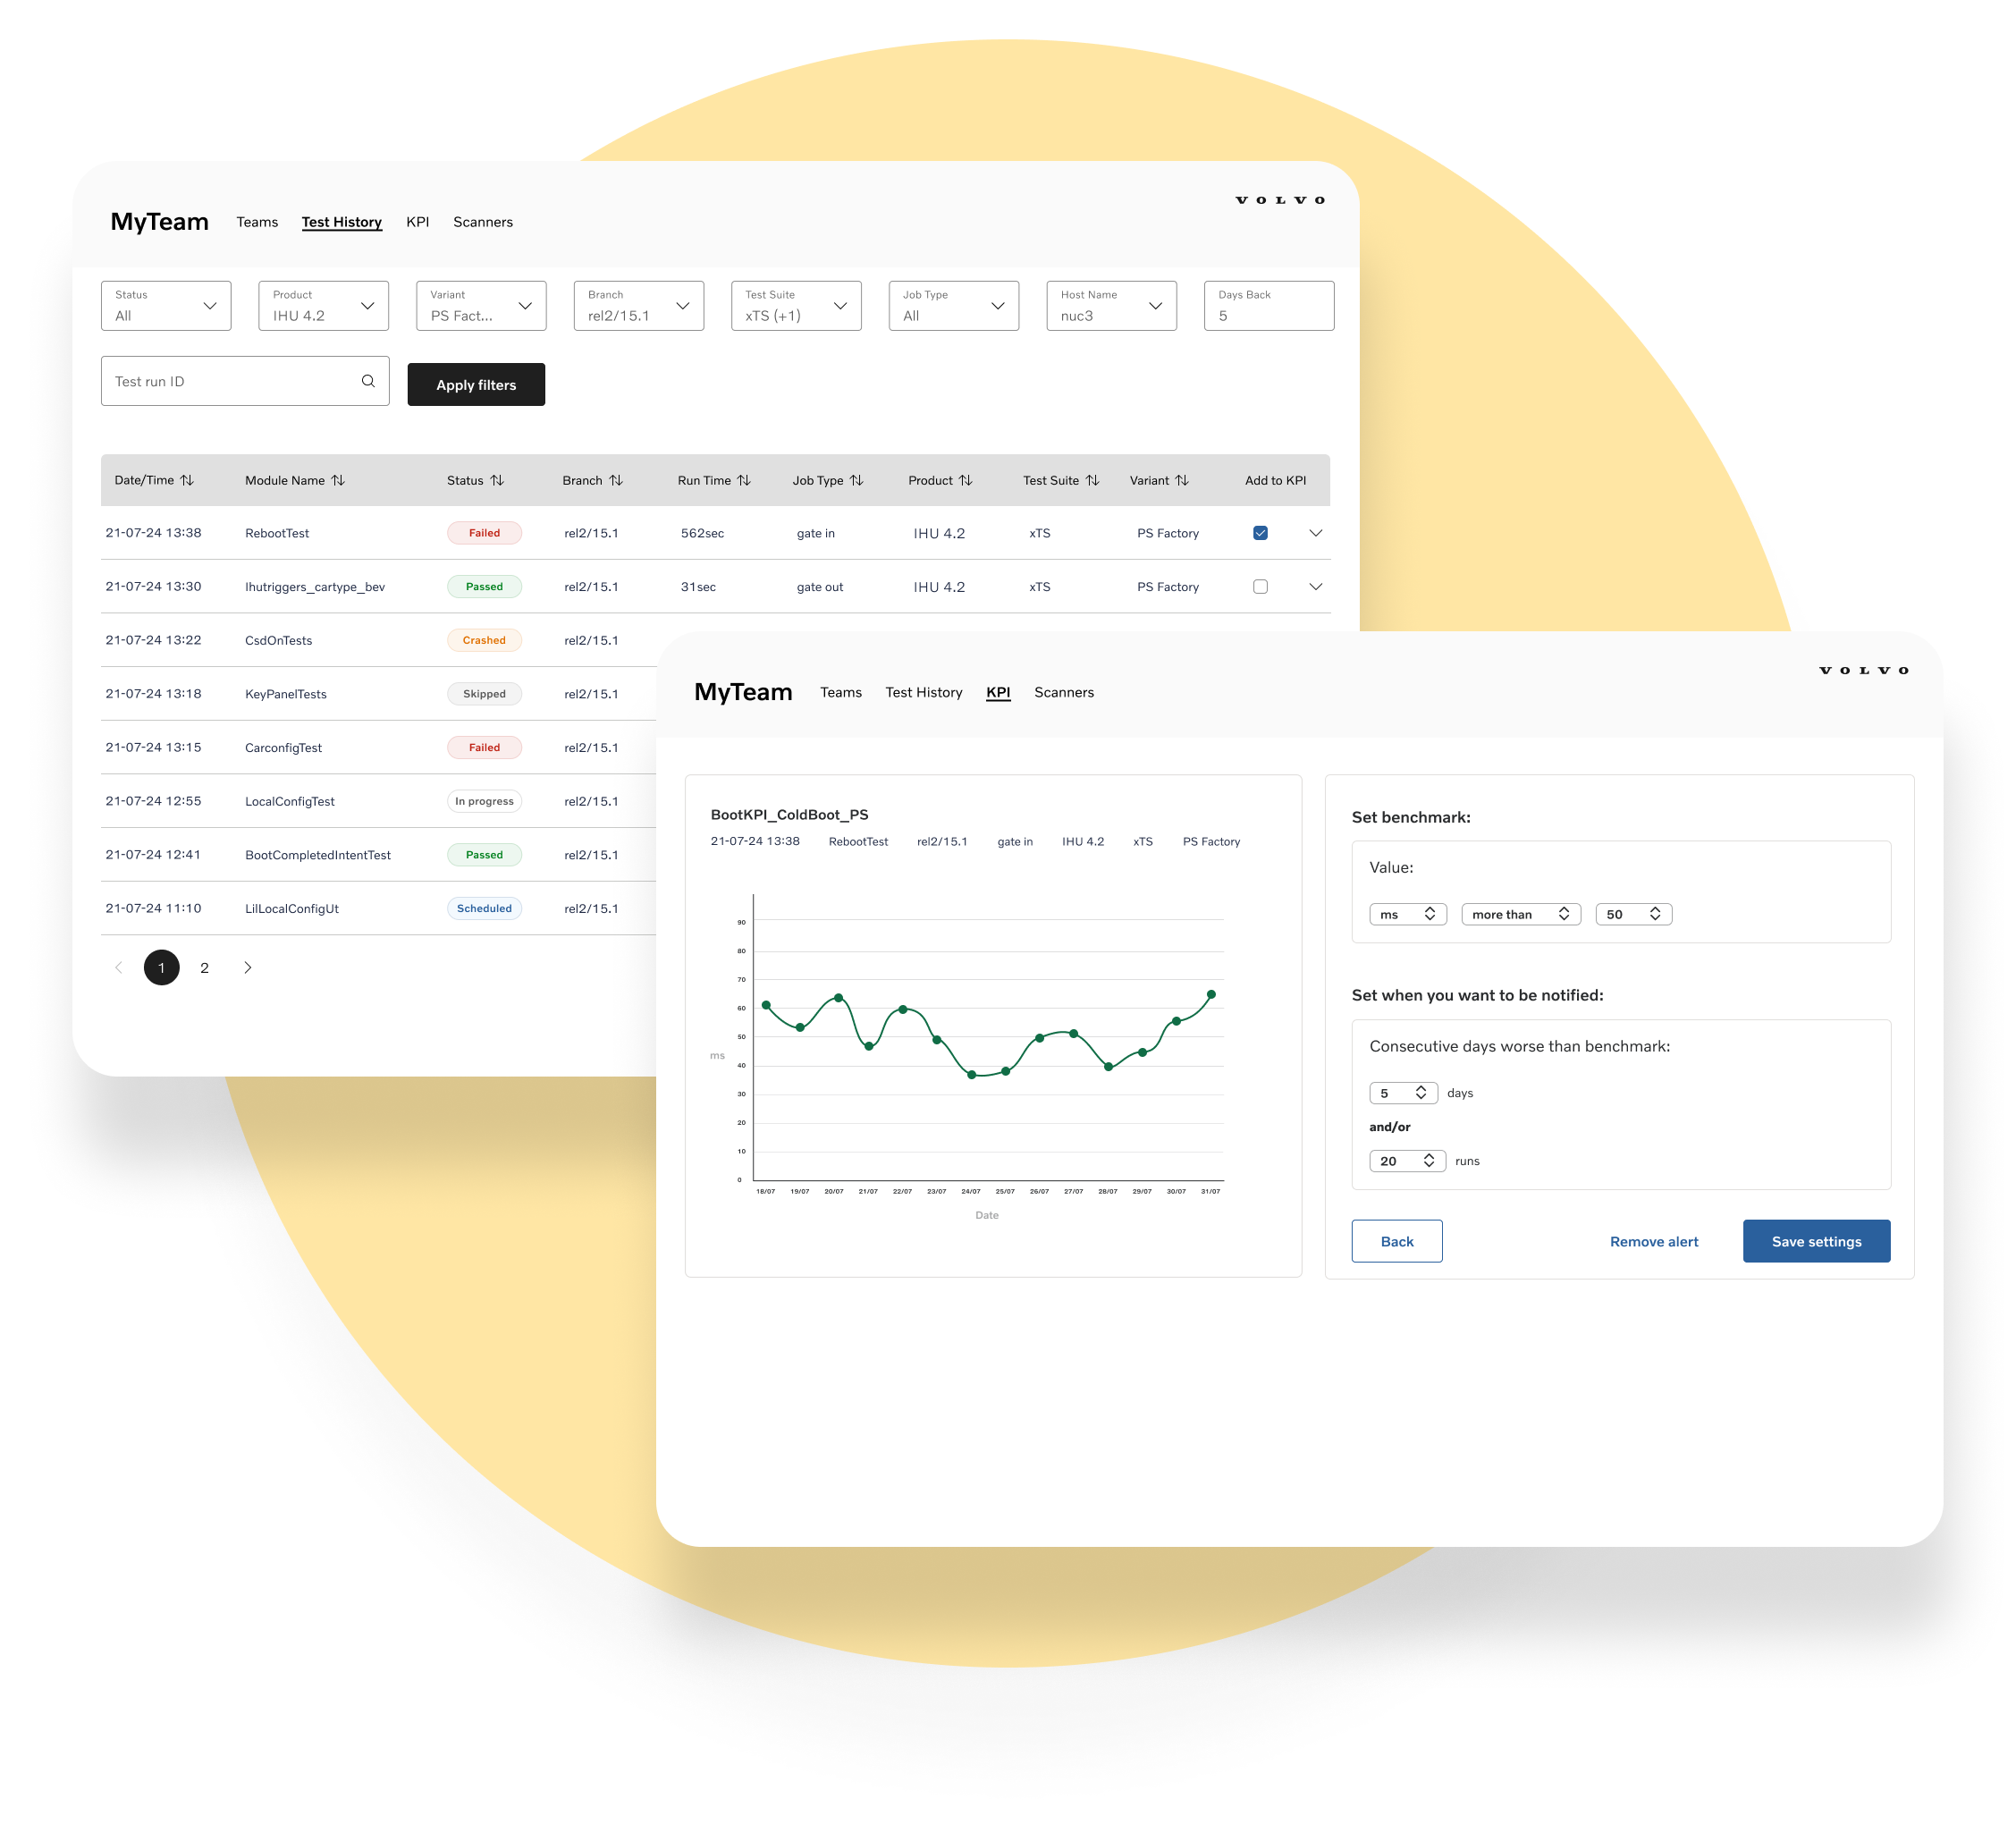 VOLVO
MyTeam Teams Test History KPI Scanners
Status Product Variant Branch Test Suite Job Type Host Name Days Back
All IHU 4.2 PS Fact... rel2/15.1 xTS (+1) All nuc3 5
Test run ID Apply filters
Date/Time Module Name Status Branch Run Time Job Type Product Test Suite Variant Add to KPI
21-07-24 13:38 RebootTest Failed rel2/15.1 562sec gate in IHU 4.2 xTS PS Factory
21-07-24 13:30 Ihutriggers_cartype_bev Passed rel2/15.1 31sec gate out IHU 4.2 xTS PS Factory
21-07-24 13:22 CsdOnTests Crashed rel2/15.1
21-07-24 13:18 KeyPanelTests Skipped rel2/15.1
21-07-24 13:15 CarconfigTest Failed rel2/15.1
21-07-24 12:55 LocalConfigTest In progress rel2/15.1
21-07-24 12:41 BootCompletedIntentTest Passed rel2/15.1
21-07-24 11:10 LilLocalConfigUt Scheduled rel2/15.1
1 2
VOLVO
MyTeam Teams Test History KPI Scanners
BootKPI_ColdBoot_PS
21-07-24 13:38 RebootTest rel2/15.1 gate in IHU 4.2 xTS PS Factory
90
80
70
60
50
ms
40
30
20
10
0
18/07 19/07 20/07 21/07 22/07 23/07 24/07 25/07 26/07 27/07 28/07 29/07 30/07 31/07
Date
Set benchmark:
Value:
ms more than 50
Set when you want to be notified:
Consecutive days worse than benchmark:
5 days
and/or
20 runs
Back Remove alert Save settings